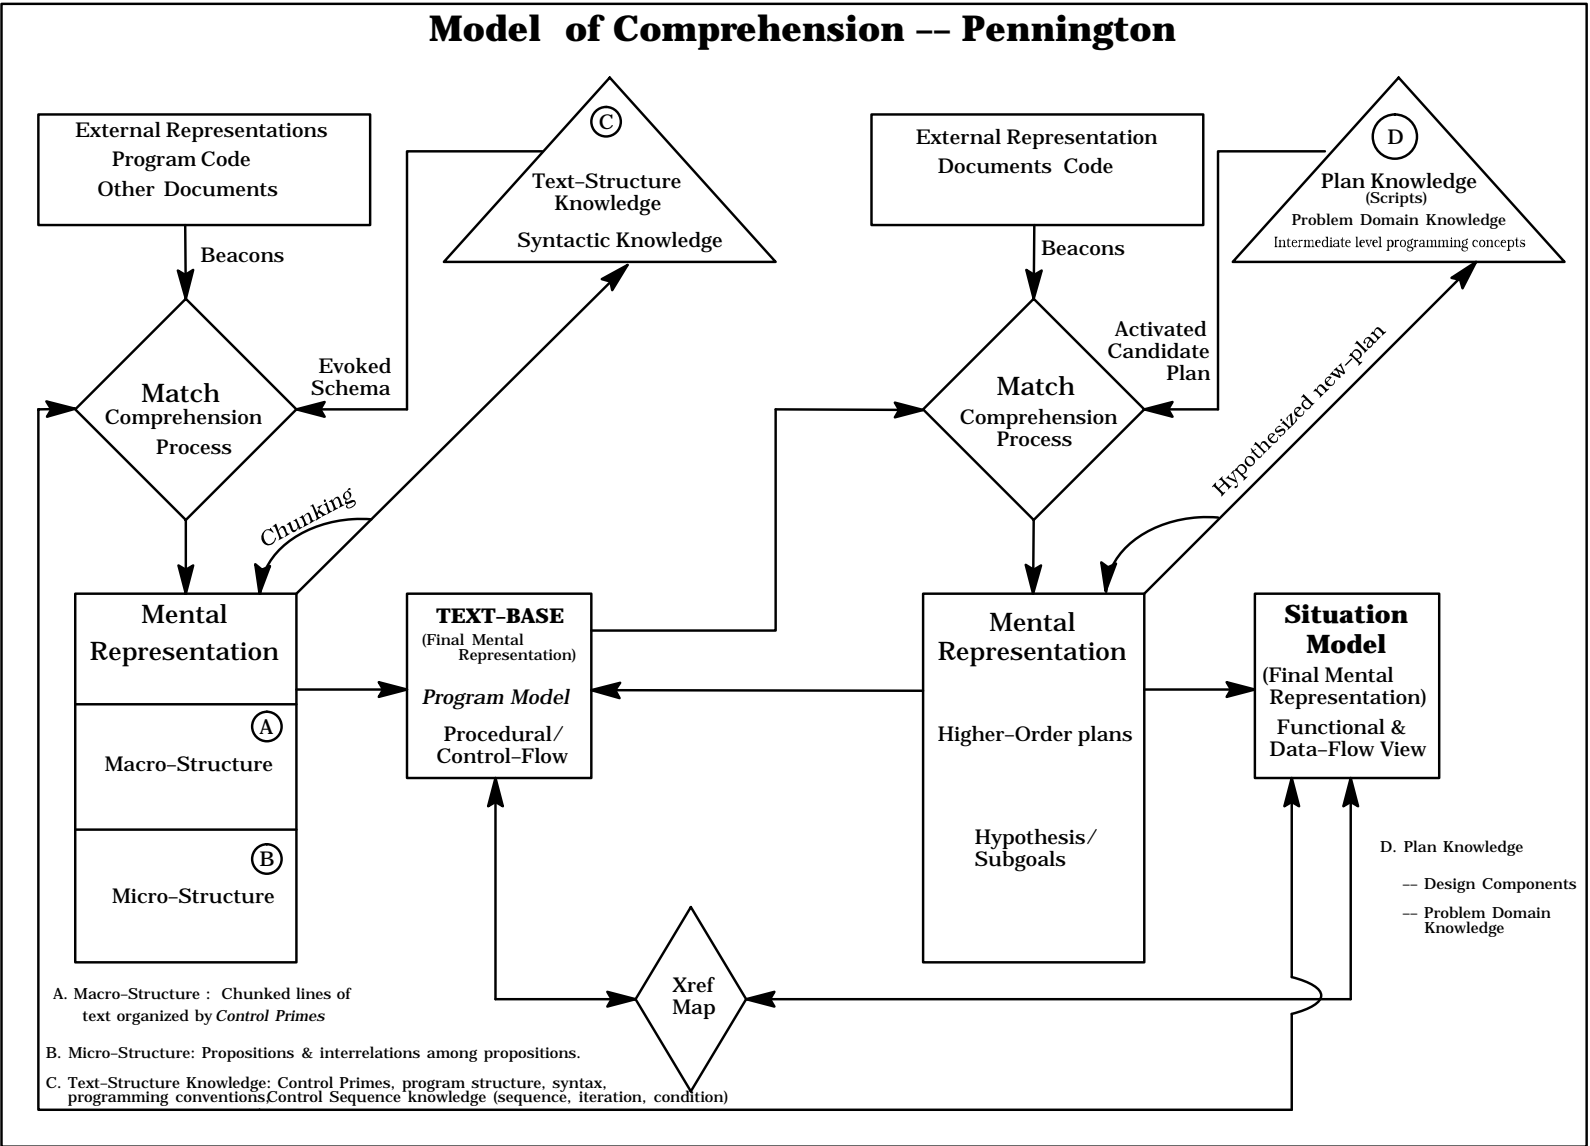 Model of Comprehension –– Pennington
External Representations
Program Code
Other Documents
Beacons
C
Text–Structure
Knowledge
Syntactic Knowledge
Evoked
Schema
Match
Comprehension
Process
Chunking
Mental
Representation
A
Macro–Structure
B
Micro–Structure
TEXT–BASE
(Final Mental
Representation)
Program Model
Procedural/
Control–Flow
External Representation
Documents Code
Beacons
D
Plan Knowledge
(Scripts)
Problem Domain Knowledge
Intermediate level programming concepts
Activated
Candidate
Plan
Match
Comprehension
Process
Hypothesized new–plan
Mental
Representation
Higher–Order plans
Hypothesis/
Subgoals
Situation
Model
(Final Mental
Representation)
Functional &
Data–Flow View
Xref
Map
D. Plan Knowledge
–– Design Components
–– Problem Domain
Knowledge
A. Macro–Structure : Chunked lines of
text organized by Control Primes
B. Micro–Structure: Propositions & interrelations among propositions.
C. Text–Structure Knowledge: Control Primes, program structure, syntax,
programming conventions,Control Sequence knowledge (sequence, iteration, condition)